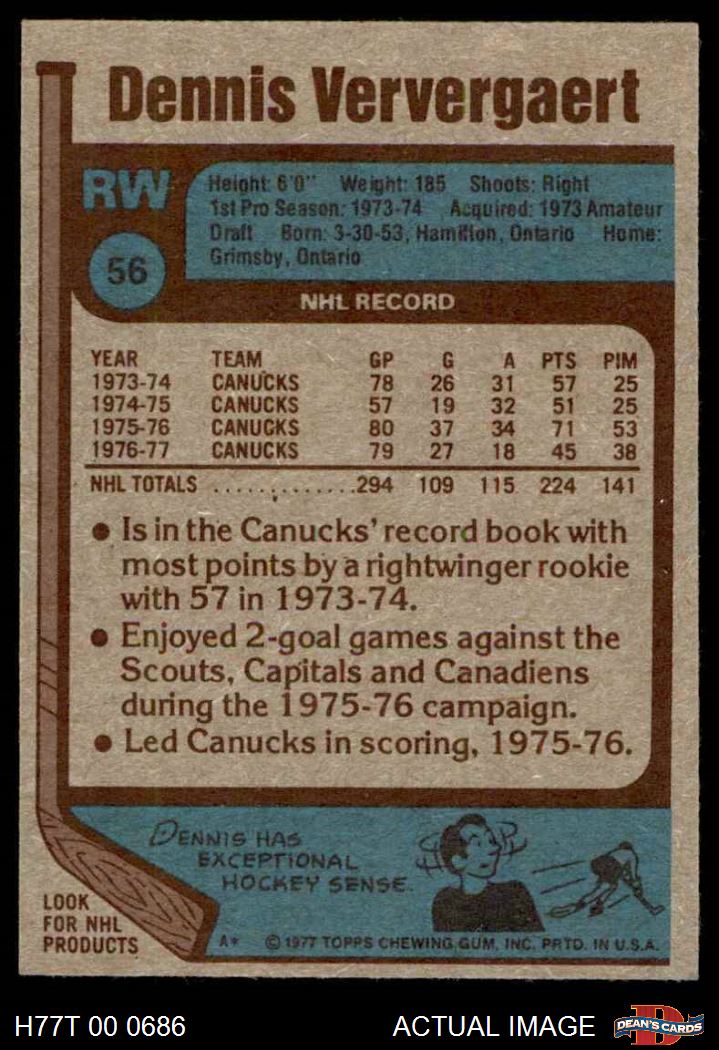 Dennis Ververgaert
RW
Height: 6'0" Weight: 185 Shoots: Right
1st Pro Season: 1973-74 Acquired: 1973 Amateur
Draft Born: 3-30-53, Hamilton, Ontario Home:
Grimsby, Ontario
56
NHL RECORD
YEAR TEAM GP G A PTS PIM
1973-74 CANUCKS 78 26 31 57 25
1974-75 CANUCKS 57 19 32 51 25
1975-76 CANUCKS 80 37 34 71 53
1976-77 CANUCKS 79 27 18 45 38
NHL TOTALS ..............294 109 115 224 141
● Is in the Canucks' record book with
most points by a rightwinger rookie
with 57 in 1973-74.
● Enjoyed 2-goal games against the
Scouts, Capitals and Canadiens
during the 1975-76 campaign.
● Led Canucks in scoring, 1975-76.
DENNIS HAS
EXCEPTIONAL
HOCKEY SENSE.
LOOK
FOR NHL
PRODUCTS
A* © 1977 TOPPS CHEWING GUM, INC. PRTD. IN U.S.A.
H77T 00 0686 ACTUAL IMAGE
D
DEAN'S CARDS